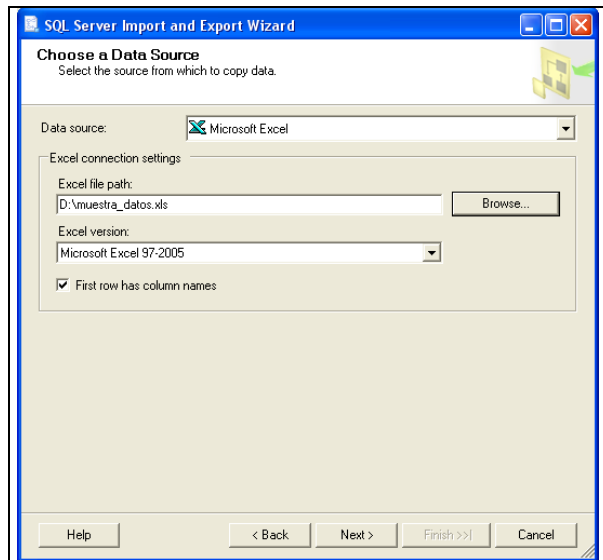 SQL Server Import and Export Wizard
Choose a Data Source
Select the source from which to copy data.
Data source:
Microsoft Excel
Excel connection settings
Excel file path:
D:\muestra_datos.xls
Browse...
Excel version:
Microsoft Excel 97-2005
First row has column names
Help
< Back
Next >
Finish >>|
Cancel